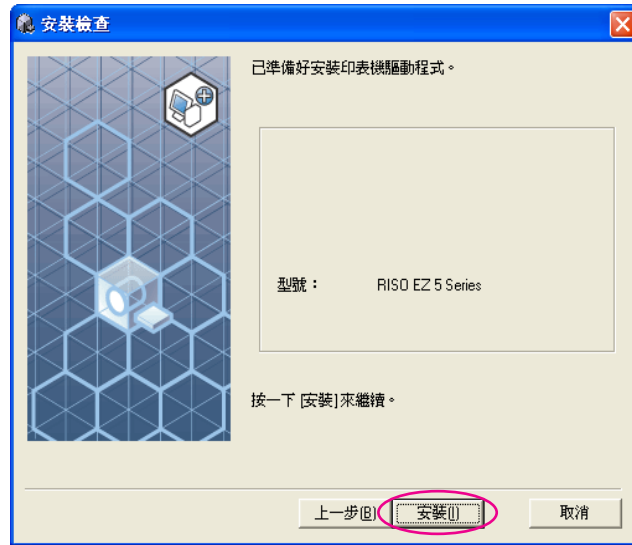 安裝檢查
已準備好安裝印表機驅動程式。
型號： RISO EZ 5 Series
按一下 [安裝]來繼續。
上一步(B) 安裝(I) 取消